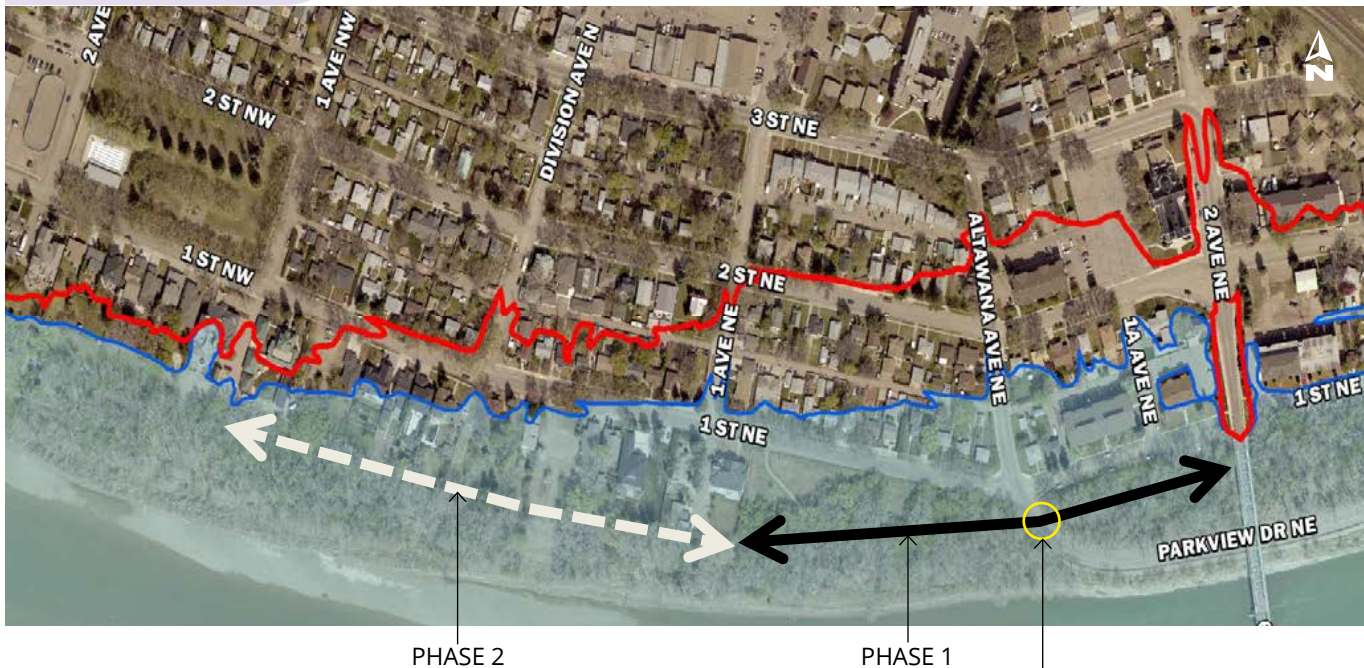 2 AVE
1 AVE NW
2 ST NW
DIVISION AVE N
3 ST NE
N
1 ST NW
2 ST NE
ALTAWANA AVE NE
2 AVE NE
1 AVE NE
1A AVE NE
1 ST NE
1 ST NE
PARKVIEW DR NE
PHASE 2
PHASE 1